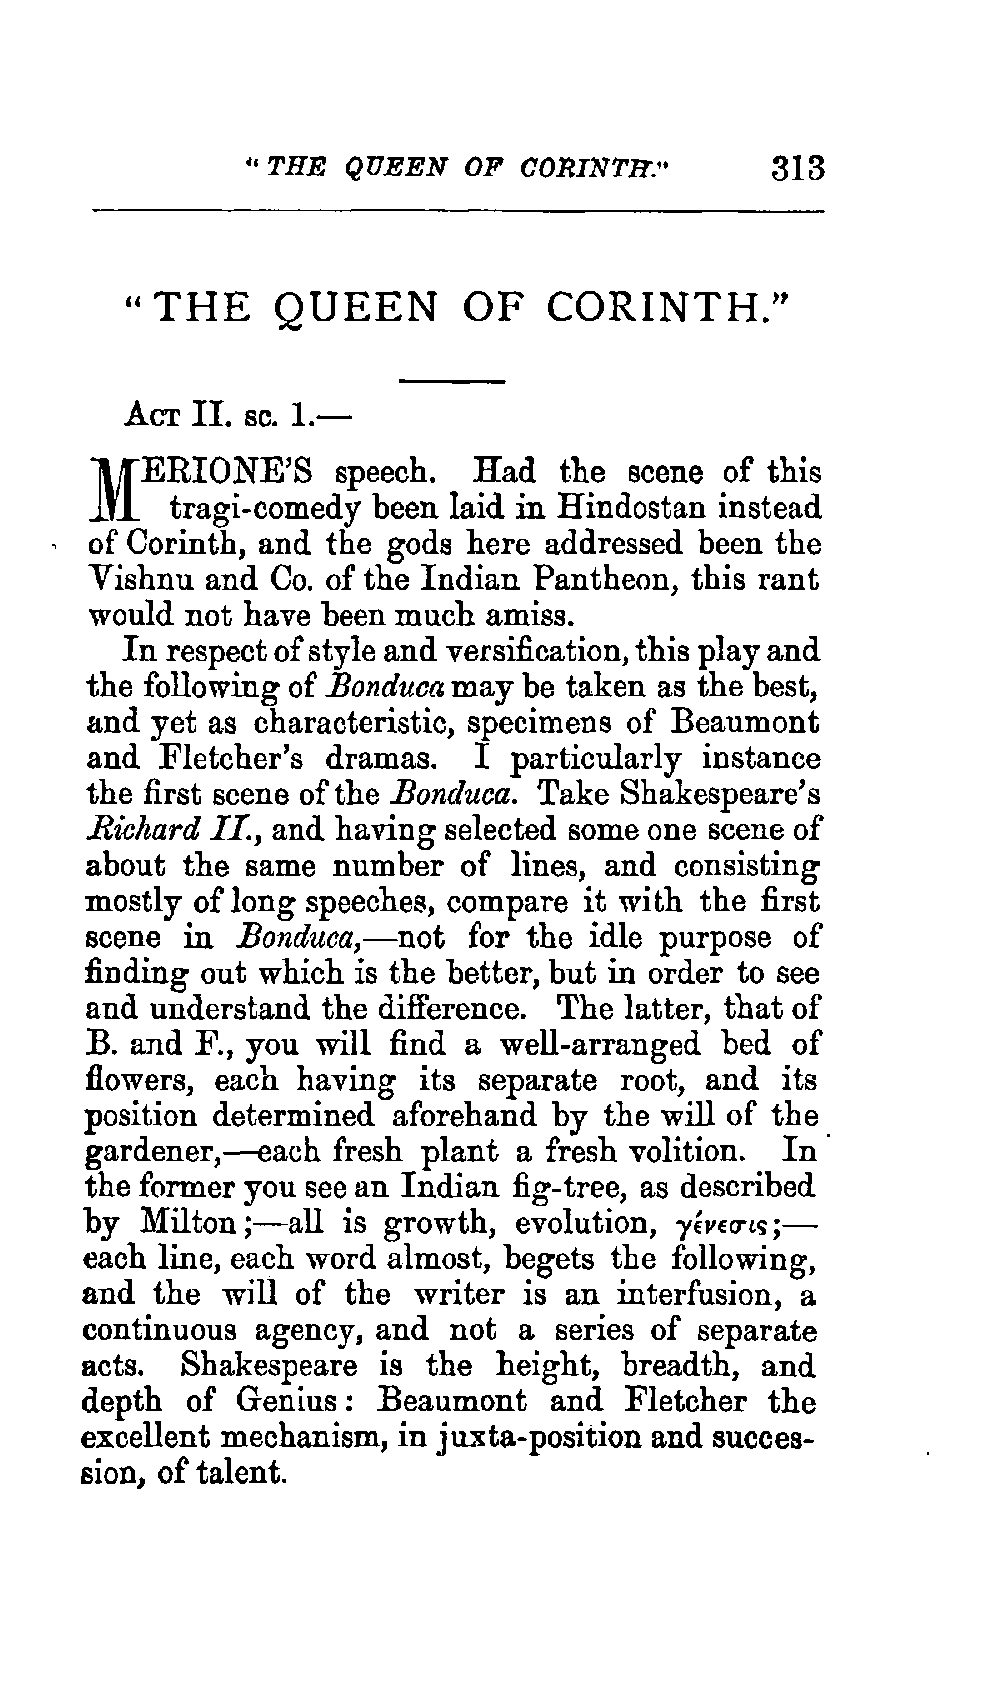 “THE QUEEN OF CORINTH.” 313
“THE QUEEN OF CORINTH.”
ACT II. sc. 1.—
MERIONE’S speech. Had the scene of this
tragi-comedy been laid in Hindostan instead
of Corinth, and the gods here addressed been the
Vishnu and Co. of the Indian Pantheon, this rant
would not have been much amiss.
In respect of style and versification, this play and
the following of Bonduca may be taken as the best,
and yet as characteristic, specimens of Beaumont
and Fletcher’s dramas. I particularly instance
the first scene of the Bonduca. Take Shakespeare’s
Richard II., and having selected some one scene of
about the same number of lines, and consisting
mostly of long speeches, compare it with the first
scene in Bonduca,—not for the idle purpose of
finding out which is the better, but in order to see
and understand the difference. The latter, that of
B. and F., you will find a well-arranged bed of
flowers, each having its separate root, and its
position determined aforehand by the will of the
gardener,—each fresh plant a fresh volition. In
the former you see an Indian fig-tree, as described
by Milton;—all is growth, evolution, γένεσις;—
each line, each word almost, begets the following,
and the will of the writer is an interfusion, a
continuous agency, and not a series of separate
acts. Shakespeare is the height, breadth, and
depth of Genius: Beaumont and Fletcher the
excellent mechanism, in juxta-position and succes-
sion, of talent.